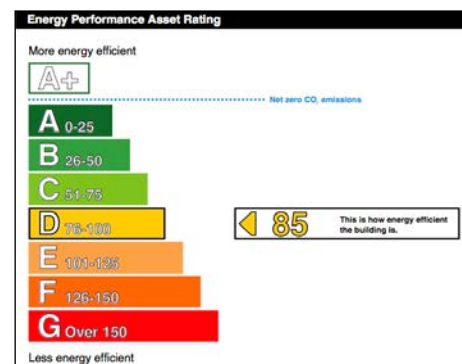 Energy Performance Asset Rating
More energy efficient
A+
Net zero CO₂ emissions
A 0-25
B 26-50
C 51-75
D 76-100
85
This is how energy efficient
the building is.
E 101-125
F 126-150
G Over 150
Less energy efficient